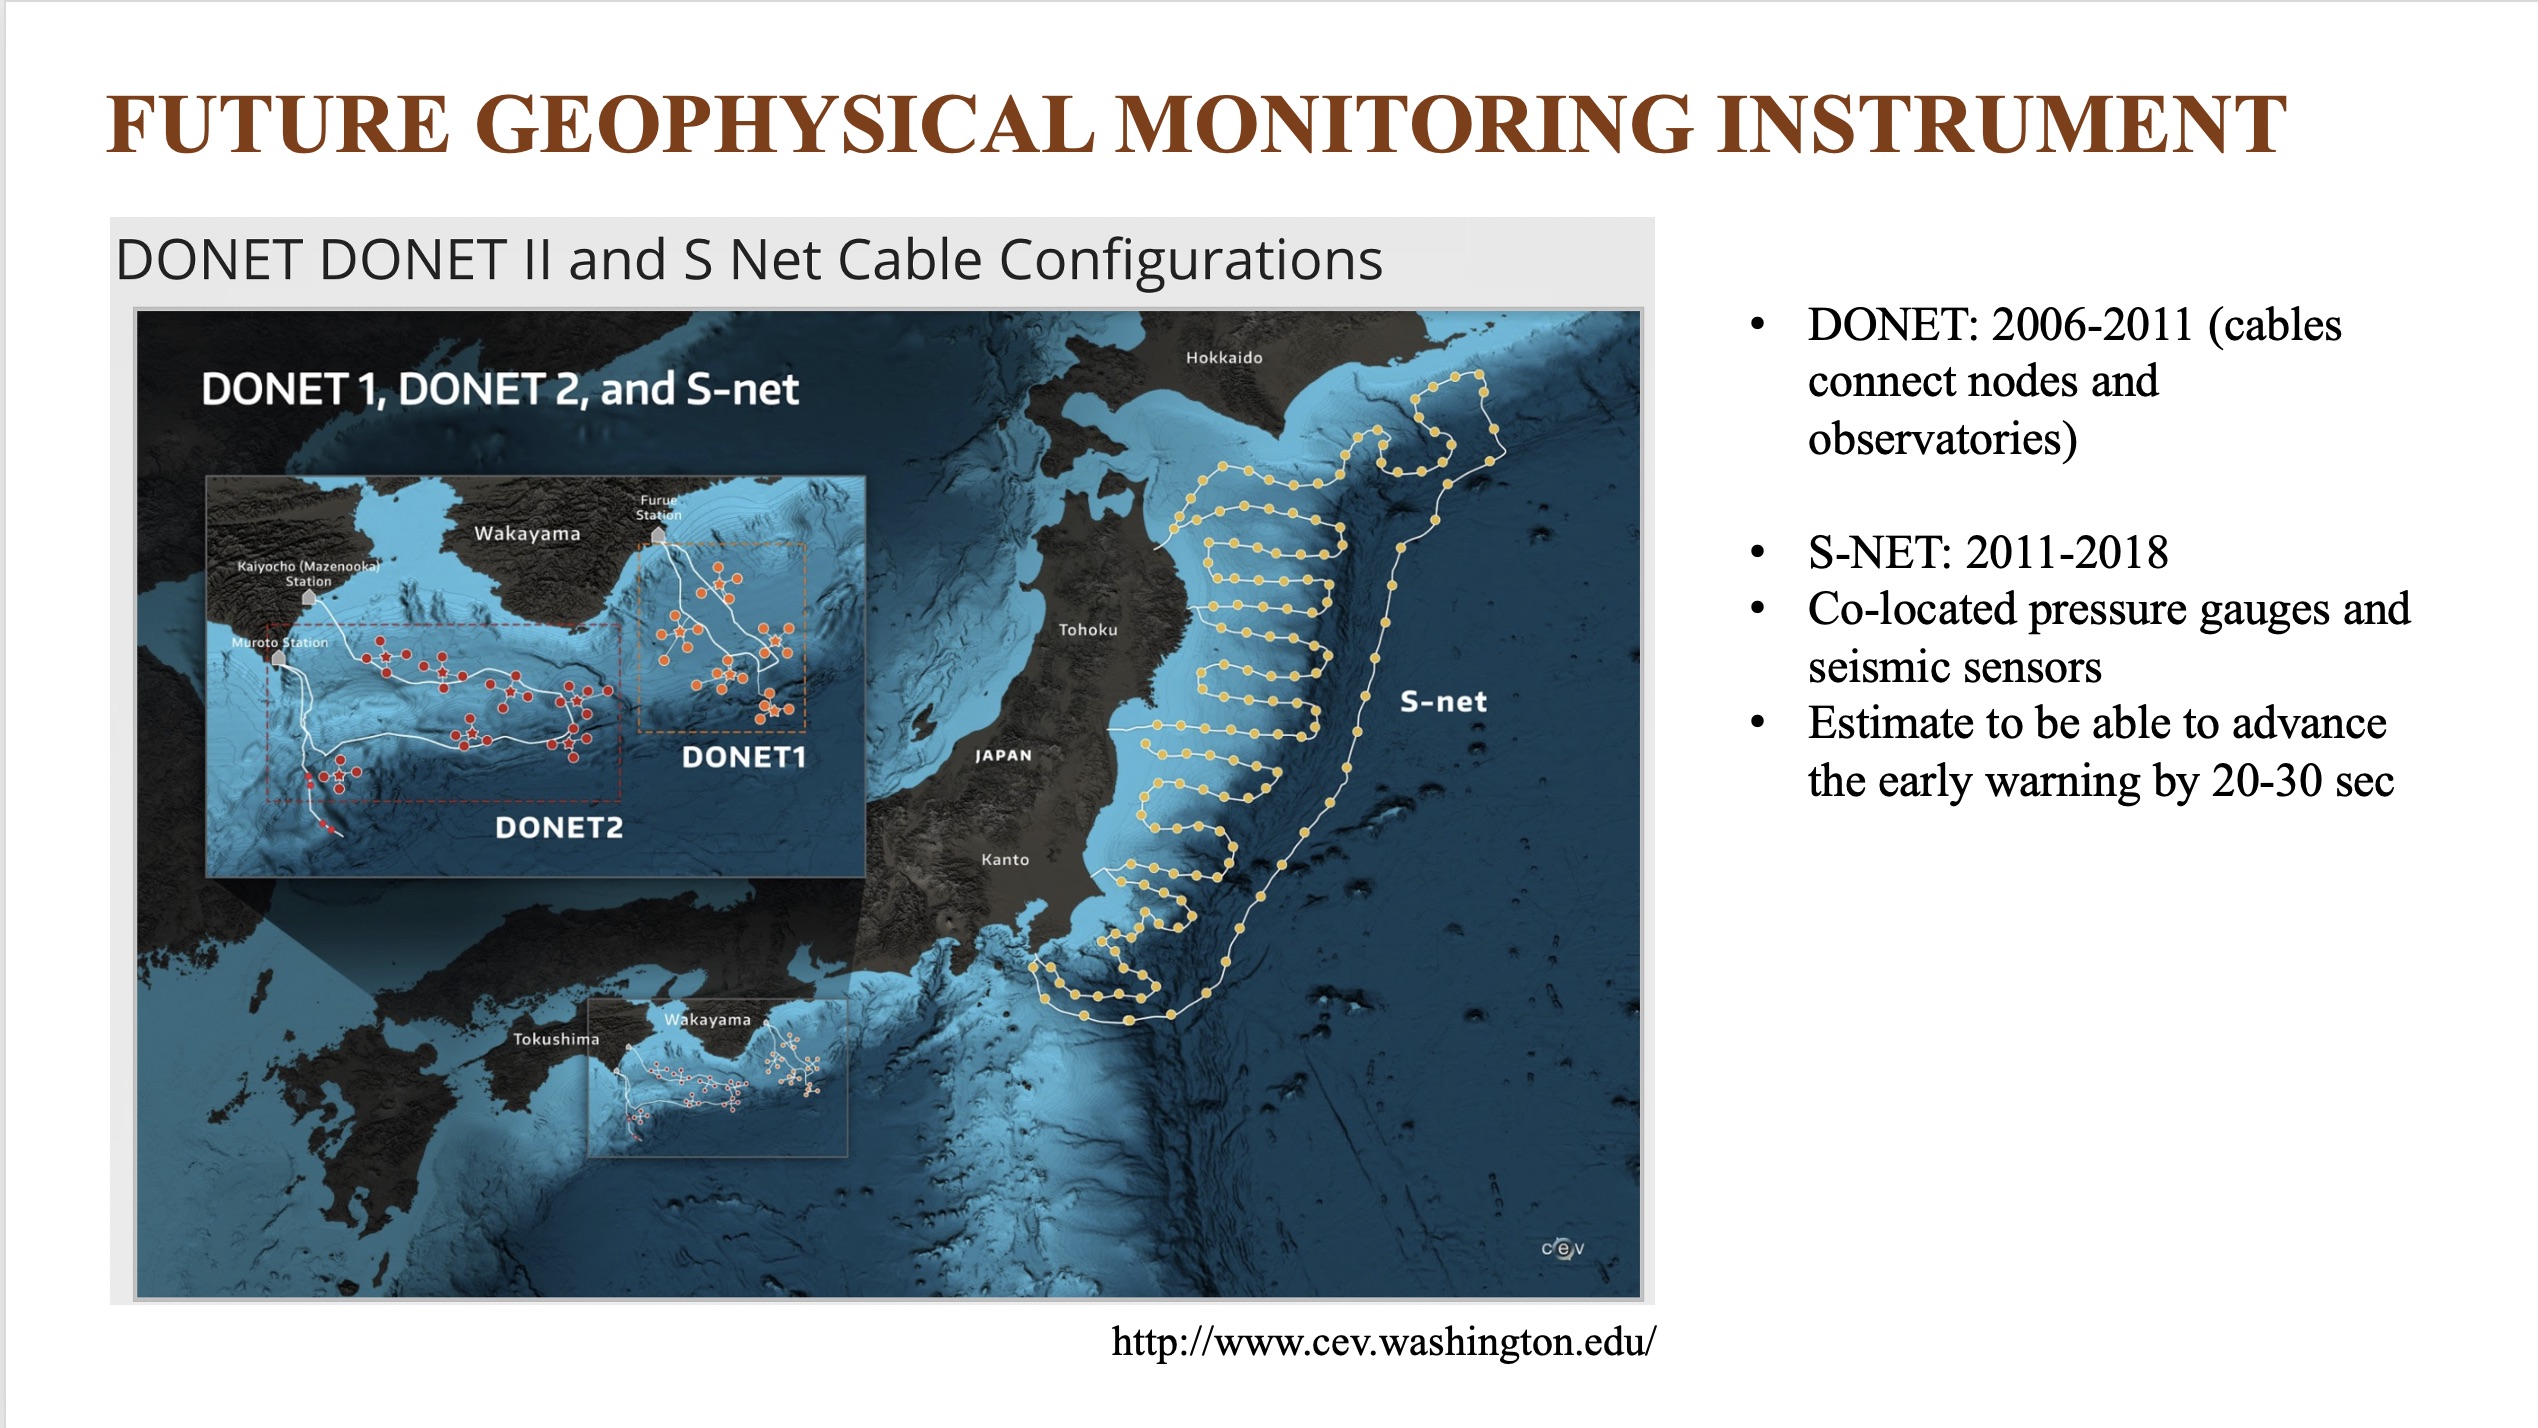 FUTURE GEOPHYSICAL MONITORING INSTRUMENT
DONET DONET II and S Net Cable Configurations
DONET 1, DONET 2, and S-net
Hokkaido
Furue
Station
Wakayama
Kaiyocho (Mazenooka)
Station
Muroto Station
DONET1
DONET2
Tohoku
S-net
JAPAN
Kanto
Wakayama
Tokushima
cev
http://www.cev.washington.edu/
• DONET: 2006-2011 (cables
connect nodes and
observatories)
• S-NET: 2011-2018
• Co-located pressure gauges and
seismic sensors
• Estimate to be able to advance
the early warning by 20-30 sec